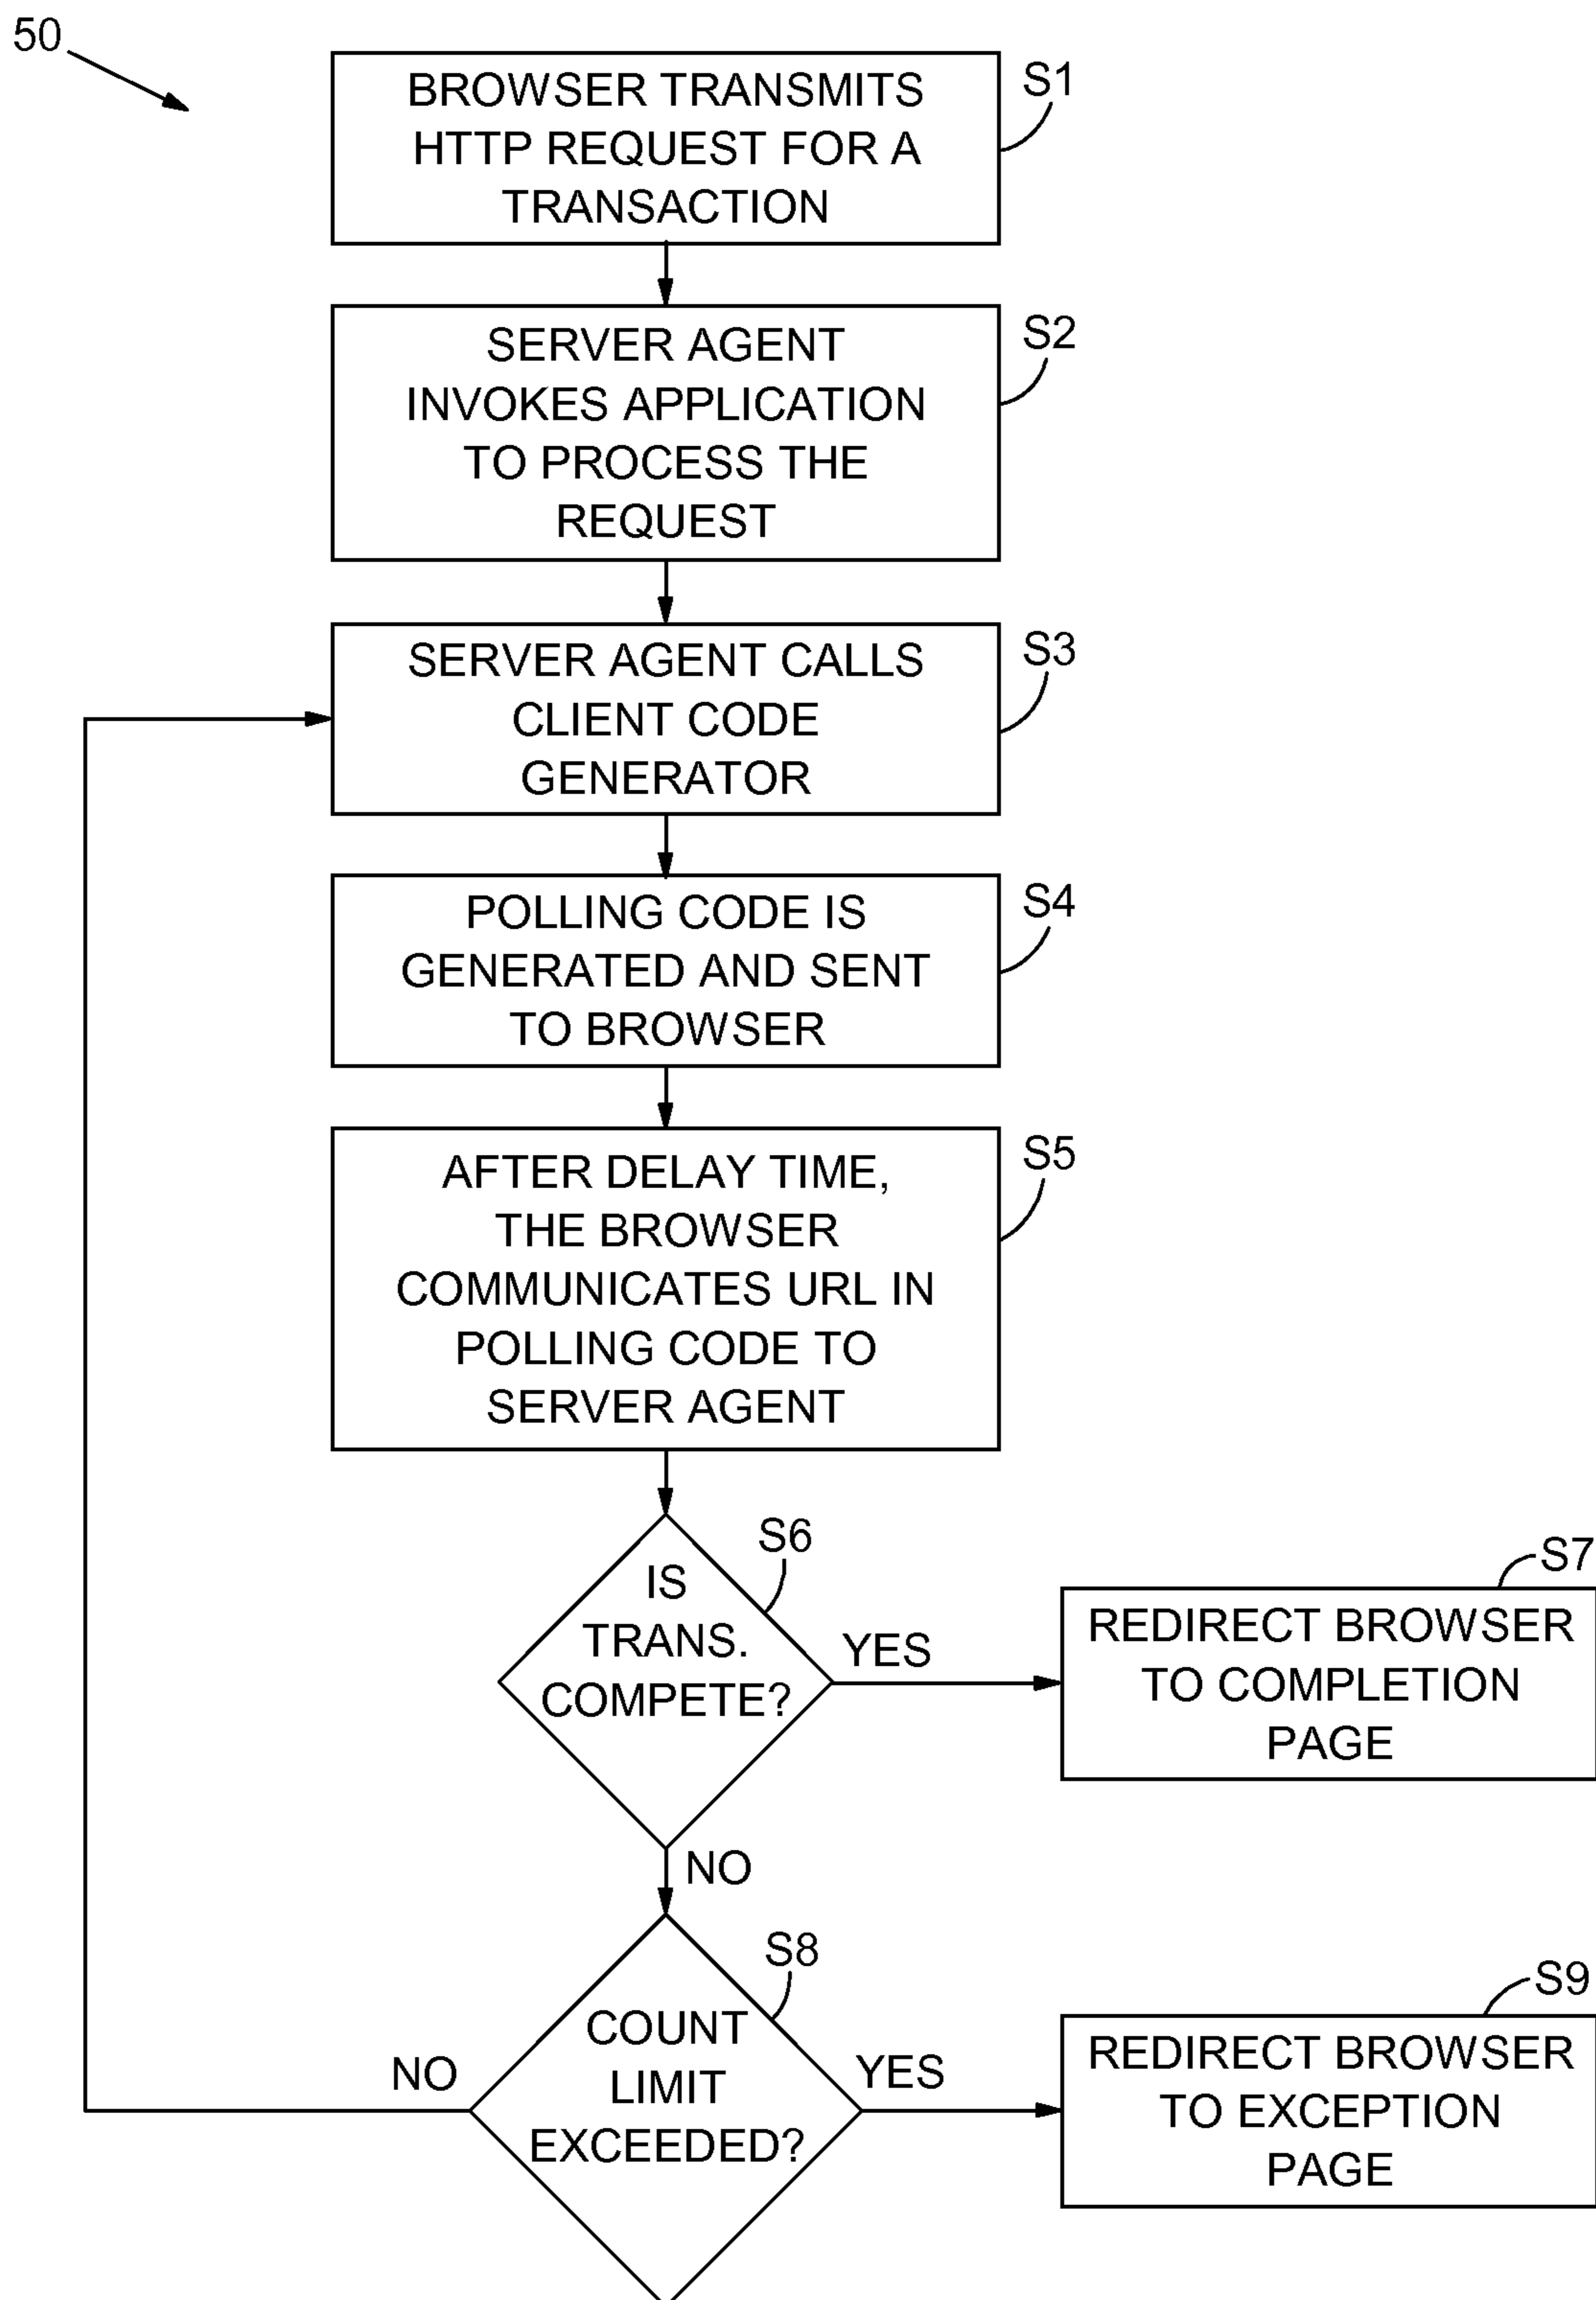 50
BROWSER TRANSMITS
HTTP REQUEST FOR A
TRANSACTION
S1
SERVER AGENT
INVOKES APPLICATION
TO PROCESS THE
REQUEST
S2
SERVER AGENT CALLS
CLIENT CODE
GENERATOR
S3
POLLING CODE IS
GENERATED AND SENT
TO BROWSER
S4
AFTER DELAY TIME,
THE BROWSER
COMMUNICATES URL IN
POLLING CODE TO
SERVER AGENT
S5
IS
TRANS.
COMPETE?
S6
YES
REDIRECT BROWSER
TO COMPLETION
PAGE
S7
NO
COUNT
LIMIT
EXCEEDED?
S8
NO
YES
REDIRECT BROWSER
TO EXCEPTION
PAGE
S9